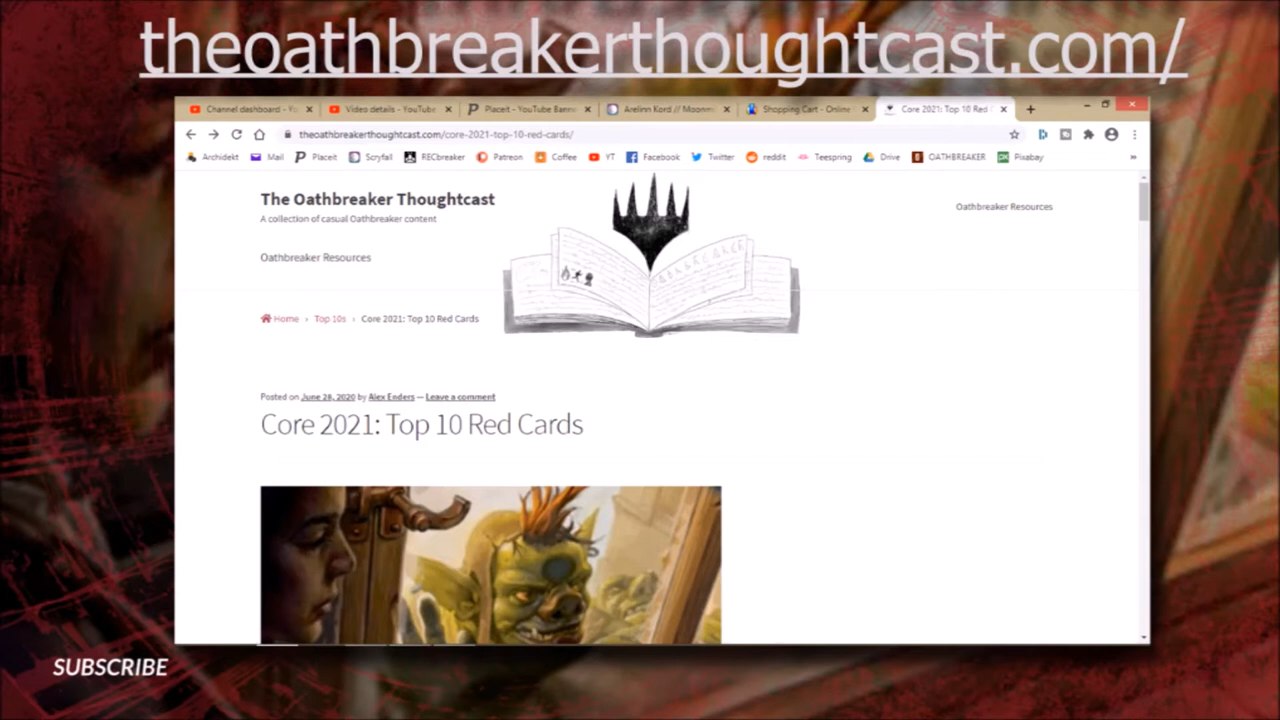 theoathbreakerthoughtcast.com/
Channel dashboard - Yo
Video details - YouTube
Placeit - YouTube Bann
Arelinn Kord // Moonm
Shopping Cart - Online
Core 2021: Top 10 Red
theoathbreakerthoughtcast.com/core-2021-top-10-red-cards/
Archidekt Mail Placeit Scryfall RECbreaker Patreon Coffee YT Facebook Twitter reddit Teespring Drive OATHBREAKER Pixabay »
The Oathbreaker Thoughtcast
A collection of casual Oathbreaker content
Oathbreaker Resources
Oathbreaker Resources
Home › Top 10s › Core 2021: Top 10 Red Cards
Posted on June 28, 2020 by Alex Enders — Leave a comment
Core 2021: Top 10 Red Cards
SUBSCRIBE